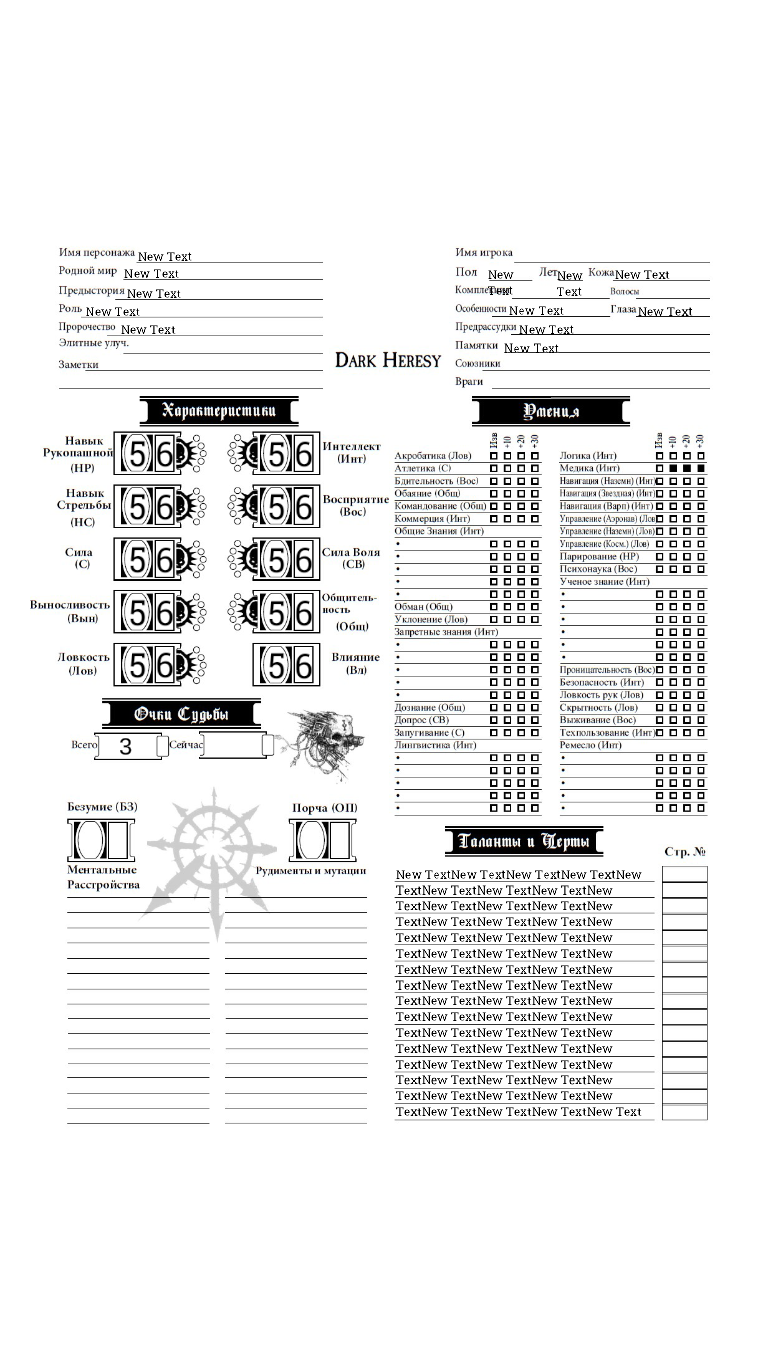 Имя персонажа New Text
Родной мир New Text
Предыстория New Text
Роль New Text
Пророчество New Text
Элитные улуч.
Заметки
Имя игрока
Пол New Text Лет New Text Кожа New Text
Волосы
Особенности New Text Глаза New Text
Предрассудки New Text
Памятки New Text
Союзники
Враги
DARK HERESY
Характеристики
Навык Рукопашной (НР) 56
56 Интеллект (Инт)
Навык Стрельбы (НС) 56
56 Восприятие (Вос)
Сила (С) 56
56 Сила Воля (СВ)
Выносливость (Вын) 56
56 Общитель-
ность
(Общ)
Ловкость (Лов) 56
56 Влияние (Вл)
Очки Судьбы
Всего 3 Сейчас
Безумие (БЗ)
Порча (ОП)
Ментальные
Расстройства
Рудименты и мутации
Умения
Изв +10 +20 +30
Акробатика (Лов)
Атлетика (С)
Бдительность (Вос)
Обаяние (Общ)
Командование (Общ)
Коммерция (Инт)
Общие Знания (Инт)
•
•
•
•
•
Обман (Общ)
Уклонение (Лов)
Запретные знания (Инт)
•
•
•
•
•
Дознание (Общ)
Допрос (СВ)
Запугивание (С)
Лингвистика (Инт)
•
•
•
•
•
Изв +10 +20 +30
Логика (Инт)
Медика (Инт)
Навигация (Наземн) (Инт)
Навигация (Звездная) (Инт)
Навигация (Варп) (Инт)
Управление (Аэронав) (Лов)
Управление (Наземн) (Лов)
Управление (Косм.) (Лов)
Парирование (НР)
Психонаука (Вос)
Ученое знание (Инт)
•
•
•
•
•
•
Проницательность (Вос)
Безопасность (Инт)
Ловкость рук (Лов)
Скрытность (Лов)
Выживание (Вос)
Техпользование (Инт)
Ремесло (Инт)
•
•
•
•
•
Таланты и Черты
Стр. №
New TextNew TextNew TextNew TextNew
TextNew TextNew TextNew TextNew
TextNew TextNew TextNew TextNew
TextNew TextNew TextNew TextNew
TextNew TextNew TextNew TextNew
TextNew TextNew TextNew TextNew
TextNew TextNew TextNew TextNew
TextNew TextNew TextNew TextNew
TextNew TextNew TextNew TextNew
TextNew TextNew TextNew TextNew
TextNew TextNew TextNew TextNew
TextNew TextNew TextNew TextNew
TextNew TextNew TextNew TextNew
TextNew TextNew TextNew TextNew
TextNew TextNew TextNew TextNew
TextNew TextNew TextNew TextNew Text